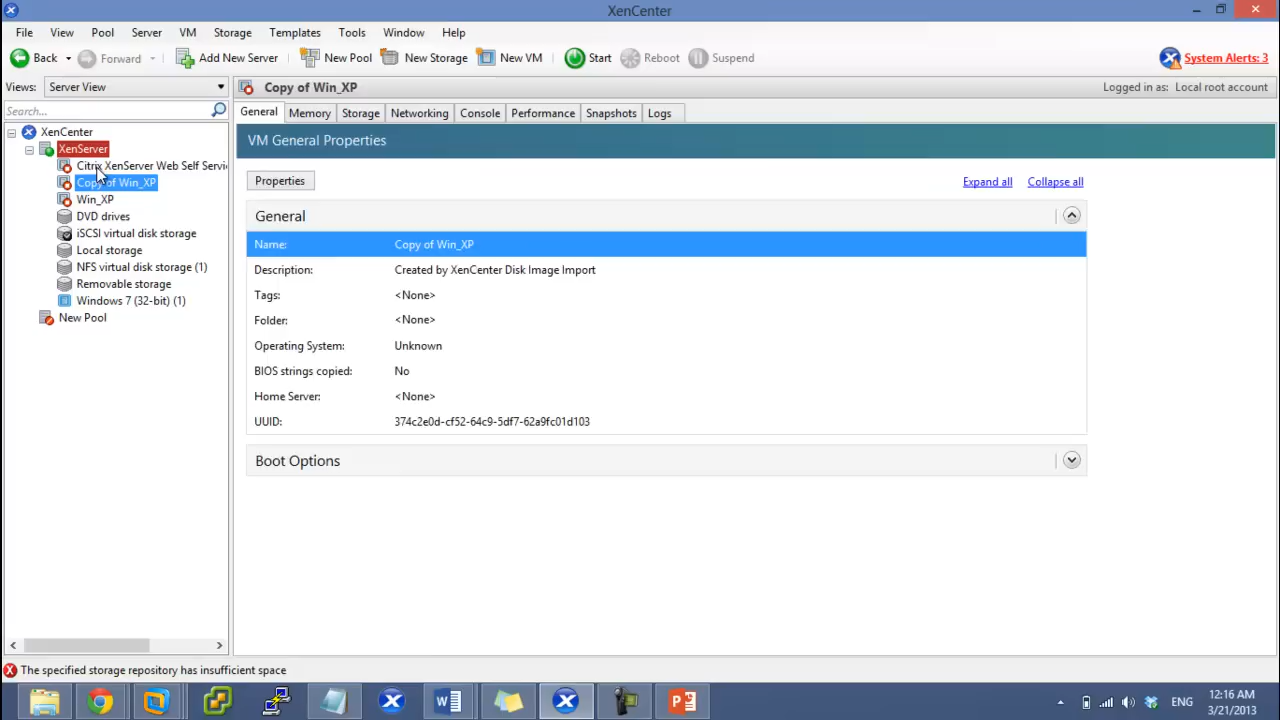 XenCenter
File View Pool Server VM Storage Templates Tools Window Help
Back Forward Add New Server New Pool New Storage New VM Start Reboot Suspend System Alerts: 3
Views: Server View Copy of Win_XP Logged in as: Local root account
Search...
General Memory Storage Networking Console Performance Snapshots Logs
XenCenter
XenServer
Citrix XenServer Web Self Servi
Copy of Win_XP
Win_XP
DVD drives
iSCSI virtual disk storage
Local storage
NFS virtual disk storage (1)
Removable storage
Windows 7 (32-bit) (1)
New Pool
VM General Properties
Properties Expand all Collapse all
General
Name: Copy of Win_XP
Description: Created by XenCenter Disk Image Import
Tags: <None>
Folder: <None>
Operating System: Unknown
BIOS strings copied: No
Home Server: <None>
UUID: 374c2e0d-cf52-64c9-5df7-62a9fc01d103
Boot Options
The specified storage repository has insufficient space
ENG 12:16 AM
3/21/2013